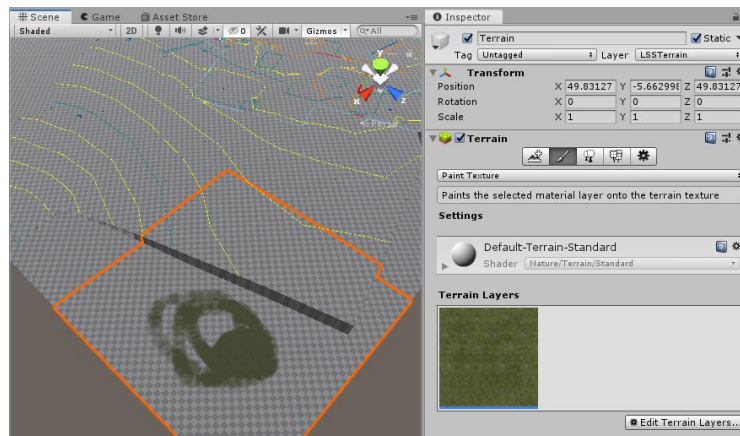 # Scene
Game
Asset Store
Shaded
2D
0
Gizmos
All
y
x
z
Persp
Inspector
Terrain
Static
Tag Untagged Layer LSSTerrain
Transform
Position X 49.83127 Y -5.66299 Z 49.83127
Rotation X 0 Y 0 Z 0
Scale X 1 Y 1 Z 1
Terrain
Paint Texture
Paints the selected material layer onto the terrain texture
Settings
Default-Terrain-Standard
Shader Nature/Terrain/Standard
Terrain Layers
Edit Terrain Layers...